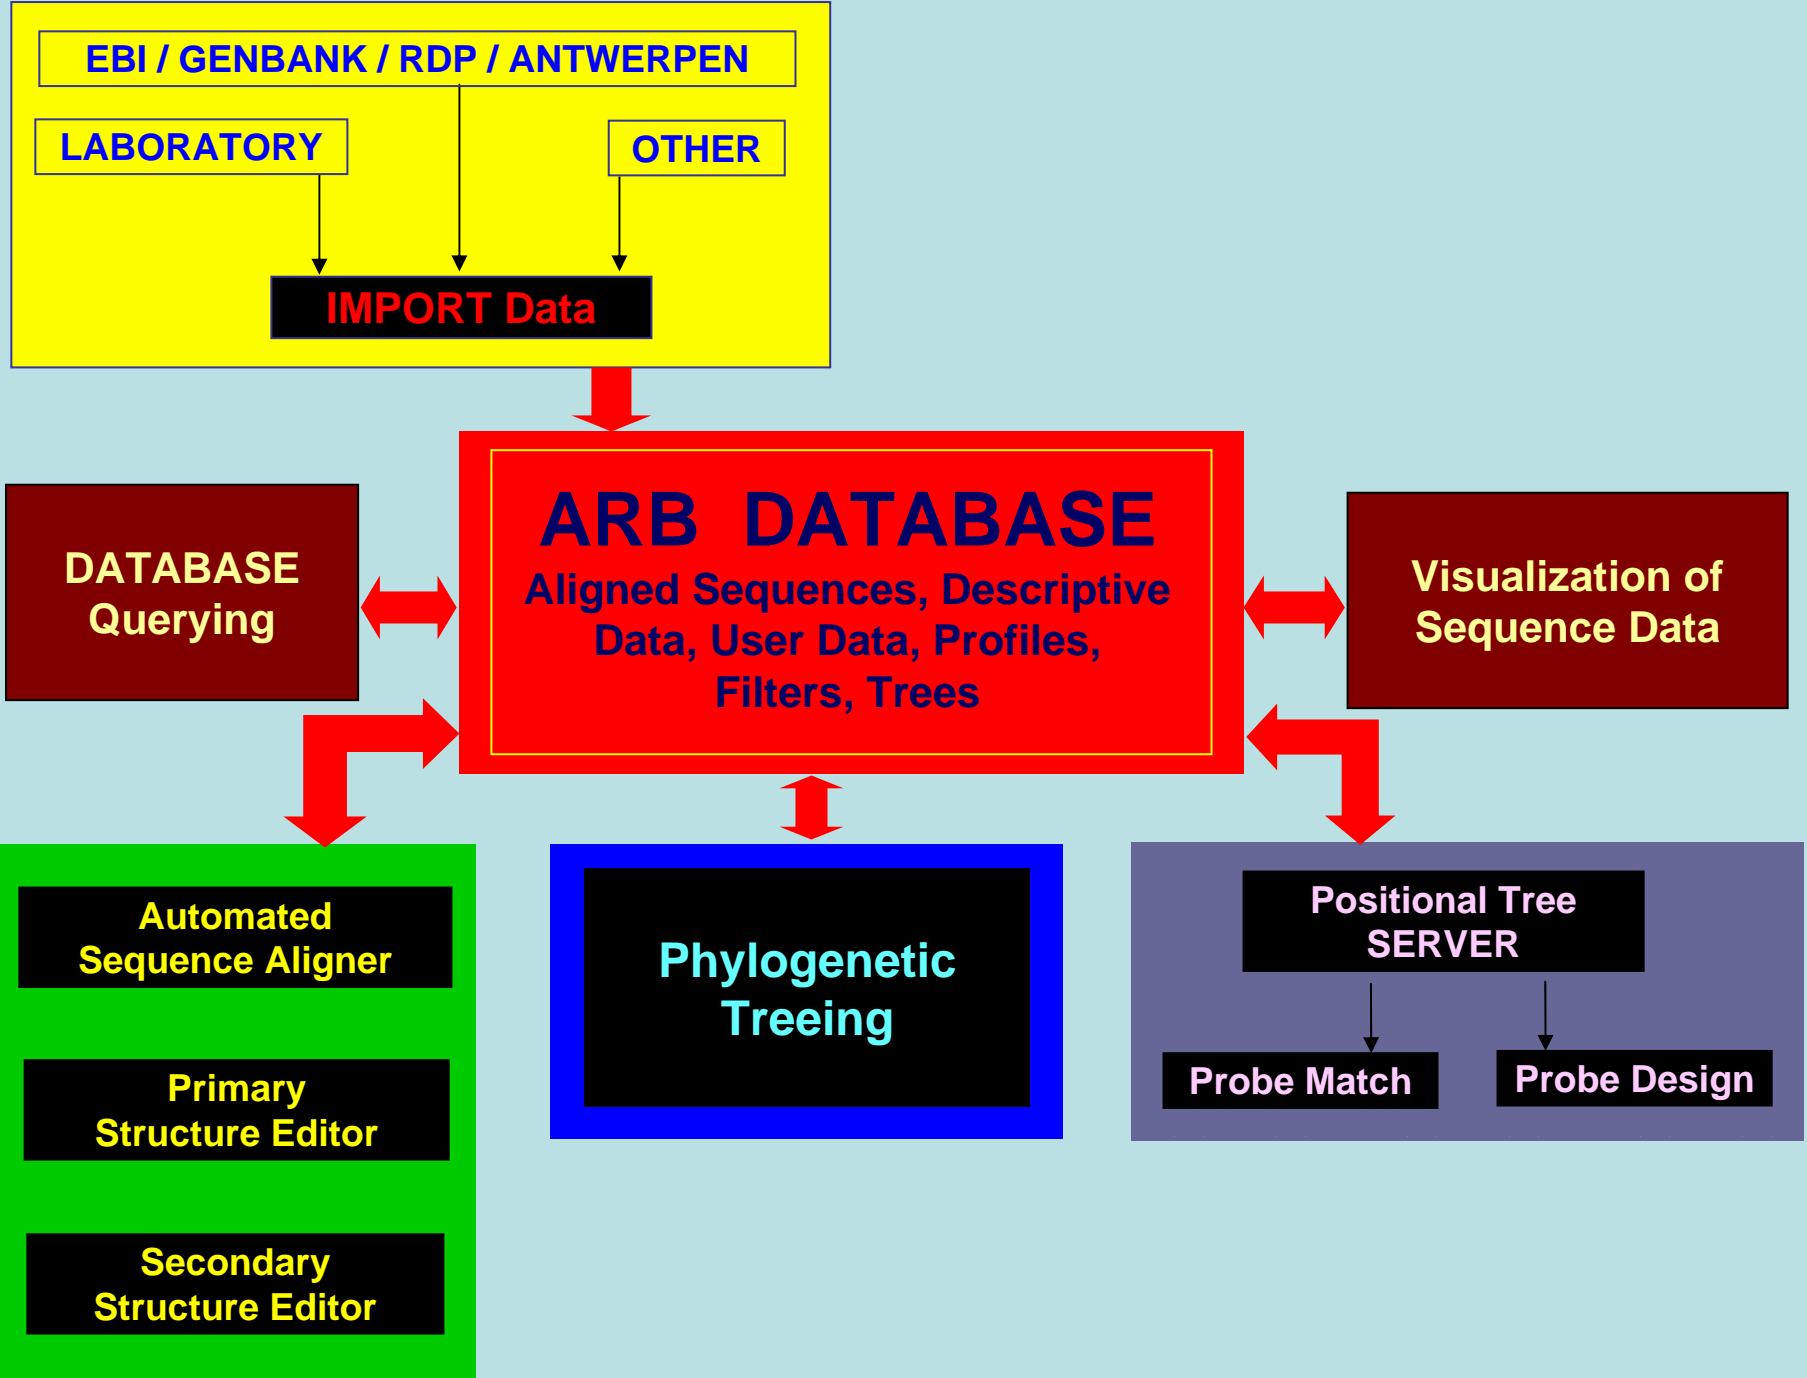 EBI / GENBANK / RDP / ANTWERPEN
LABORATORY
OTHER
IMPORT Data
ARB DATABASE
Aligned Sequences, Descriptive
Data, User Data, Profiles,
Filters, Trees
DATABASE
Querying
Visualization of
Sequence Data
Automated
Sequence Aligner
Primary
Structure Editor
Secondary
Structure Editor
Phylogenetic
Treeing
Positional Tree
SERVER
Probe Match
Probe Design